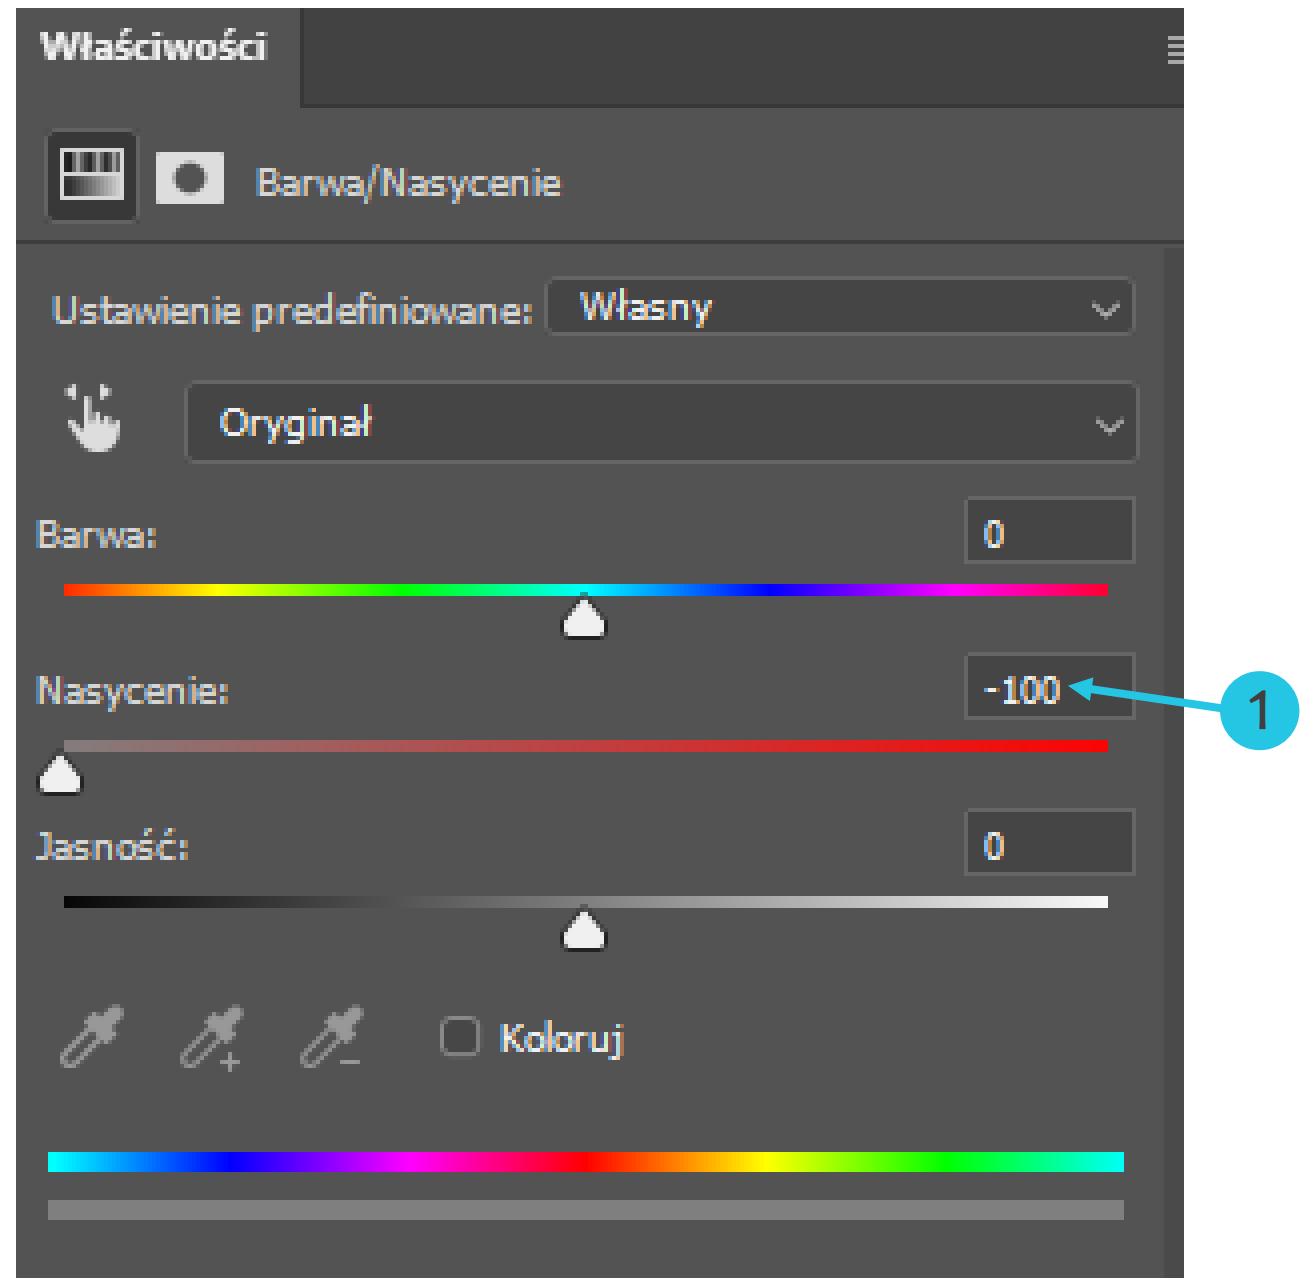 Właściwości
Barwa/Nasycenie
Ustawienie predefiniowane: Własny
Oryginał
Barwa: 0
Nasycenie: -100
1
Jasność: 0
Koloruj